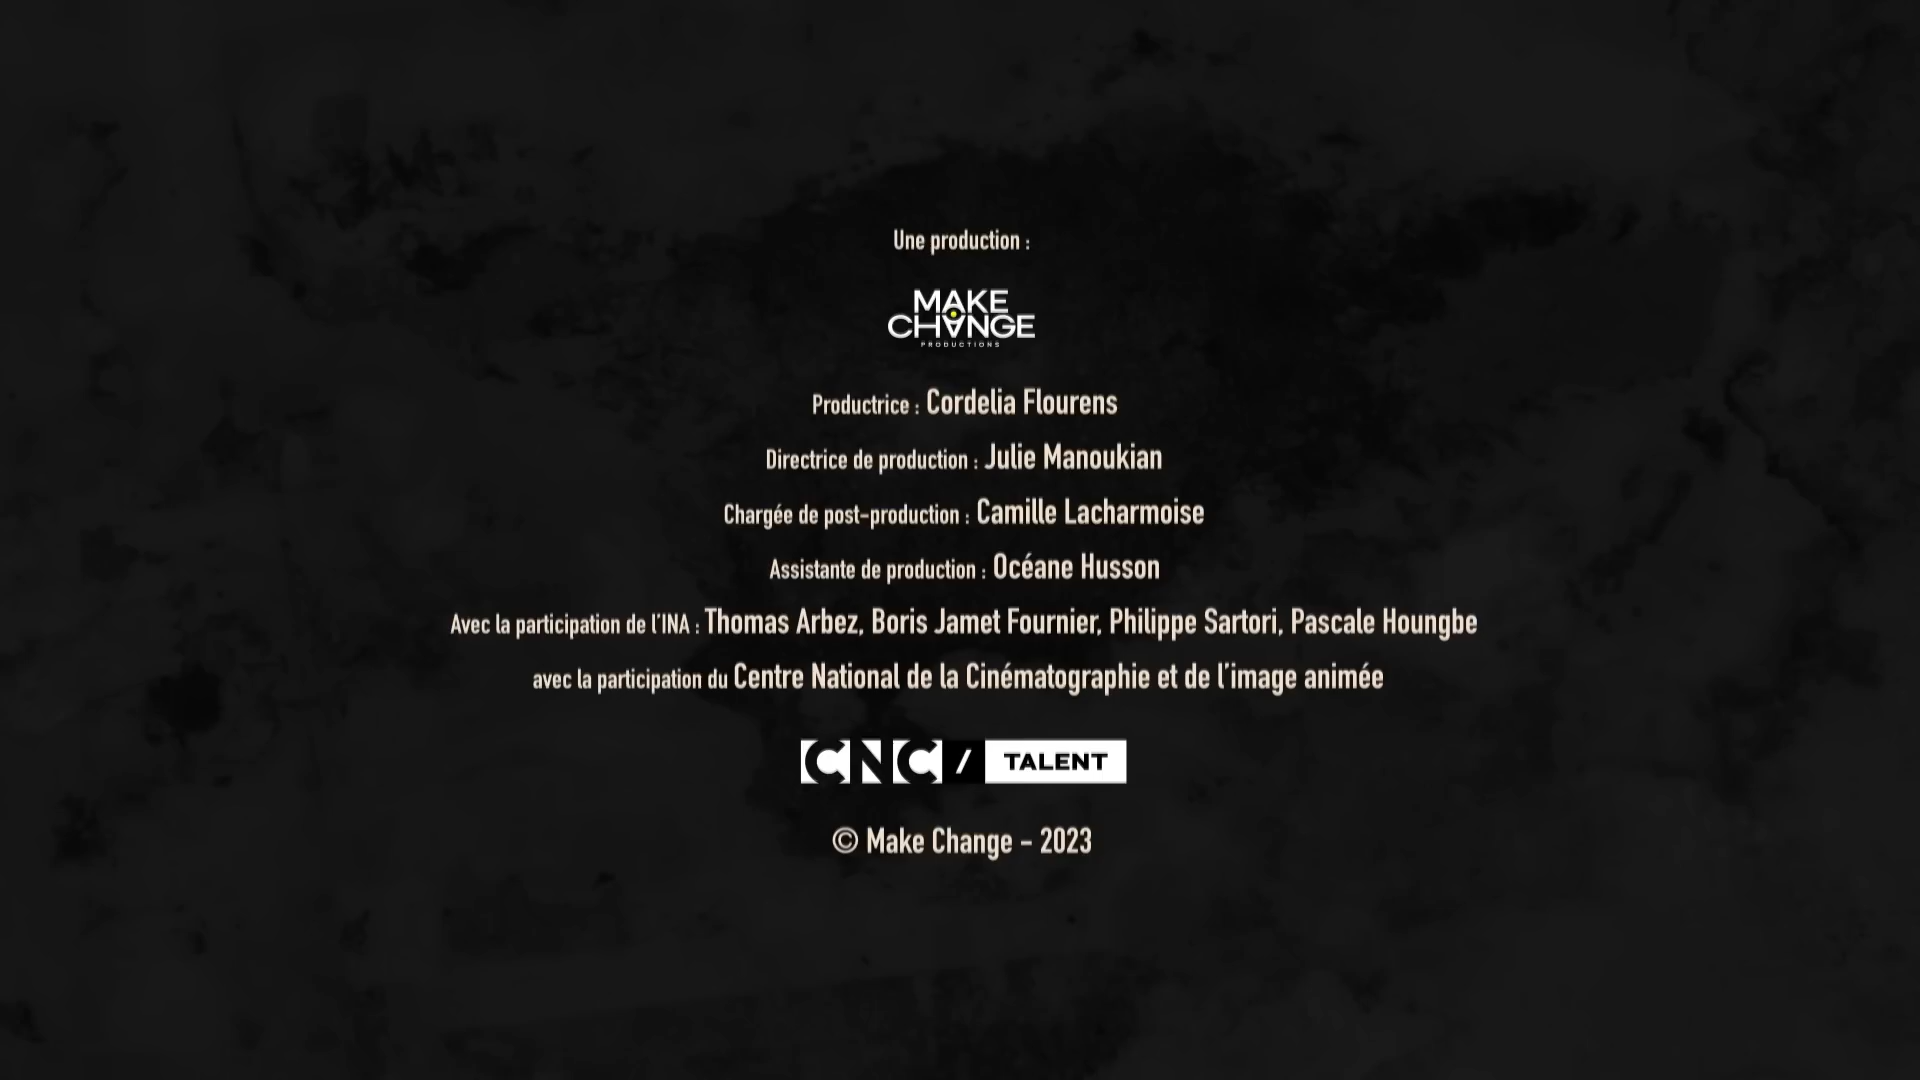 Une production :
MAKE
CHANGE
PRODUCTIONS
Productrice : Cordelia Flourens
Directrice de production : Julie Manoukian
Chargée de post-production : Camille Lacharmoise
Assistante de production : Océane Husson
Avec la participation de l'INA : Thomas Arbez, Boris Jamet Fournier, Philippe Sartori, Pascale Houngbe
avec la participation du Centre National de la Cinématographie et de l'image animée
CNC / TALENT
© Make Change - 2023